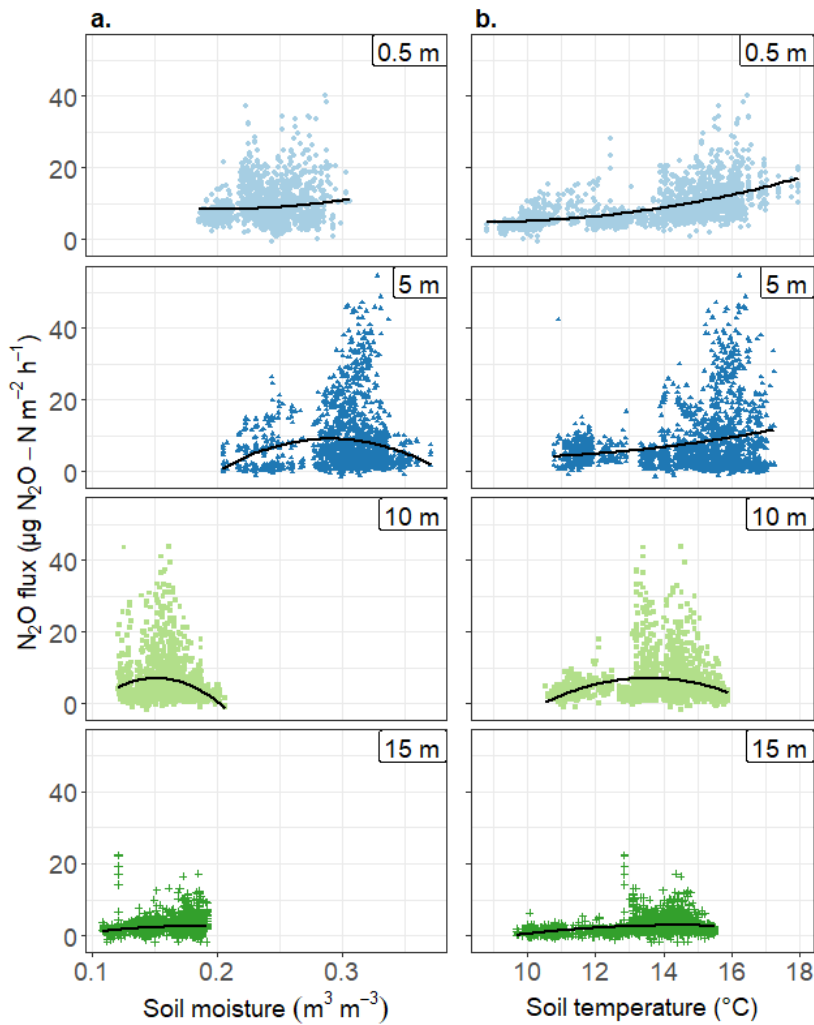 a.
b.
0.5 m
0.5 m
40
20
0
5 m
5 m
40
20
0
10 m
10 m
40
20
0
15 m
15 m
40
20
0
N₂O flux (µg N₂O − N m⁻² h⁻¹)
0.1 0.2 0.3
10 12 14 16 18
Soil moisture (m³ m⁻³)
Soil temperature (°C)